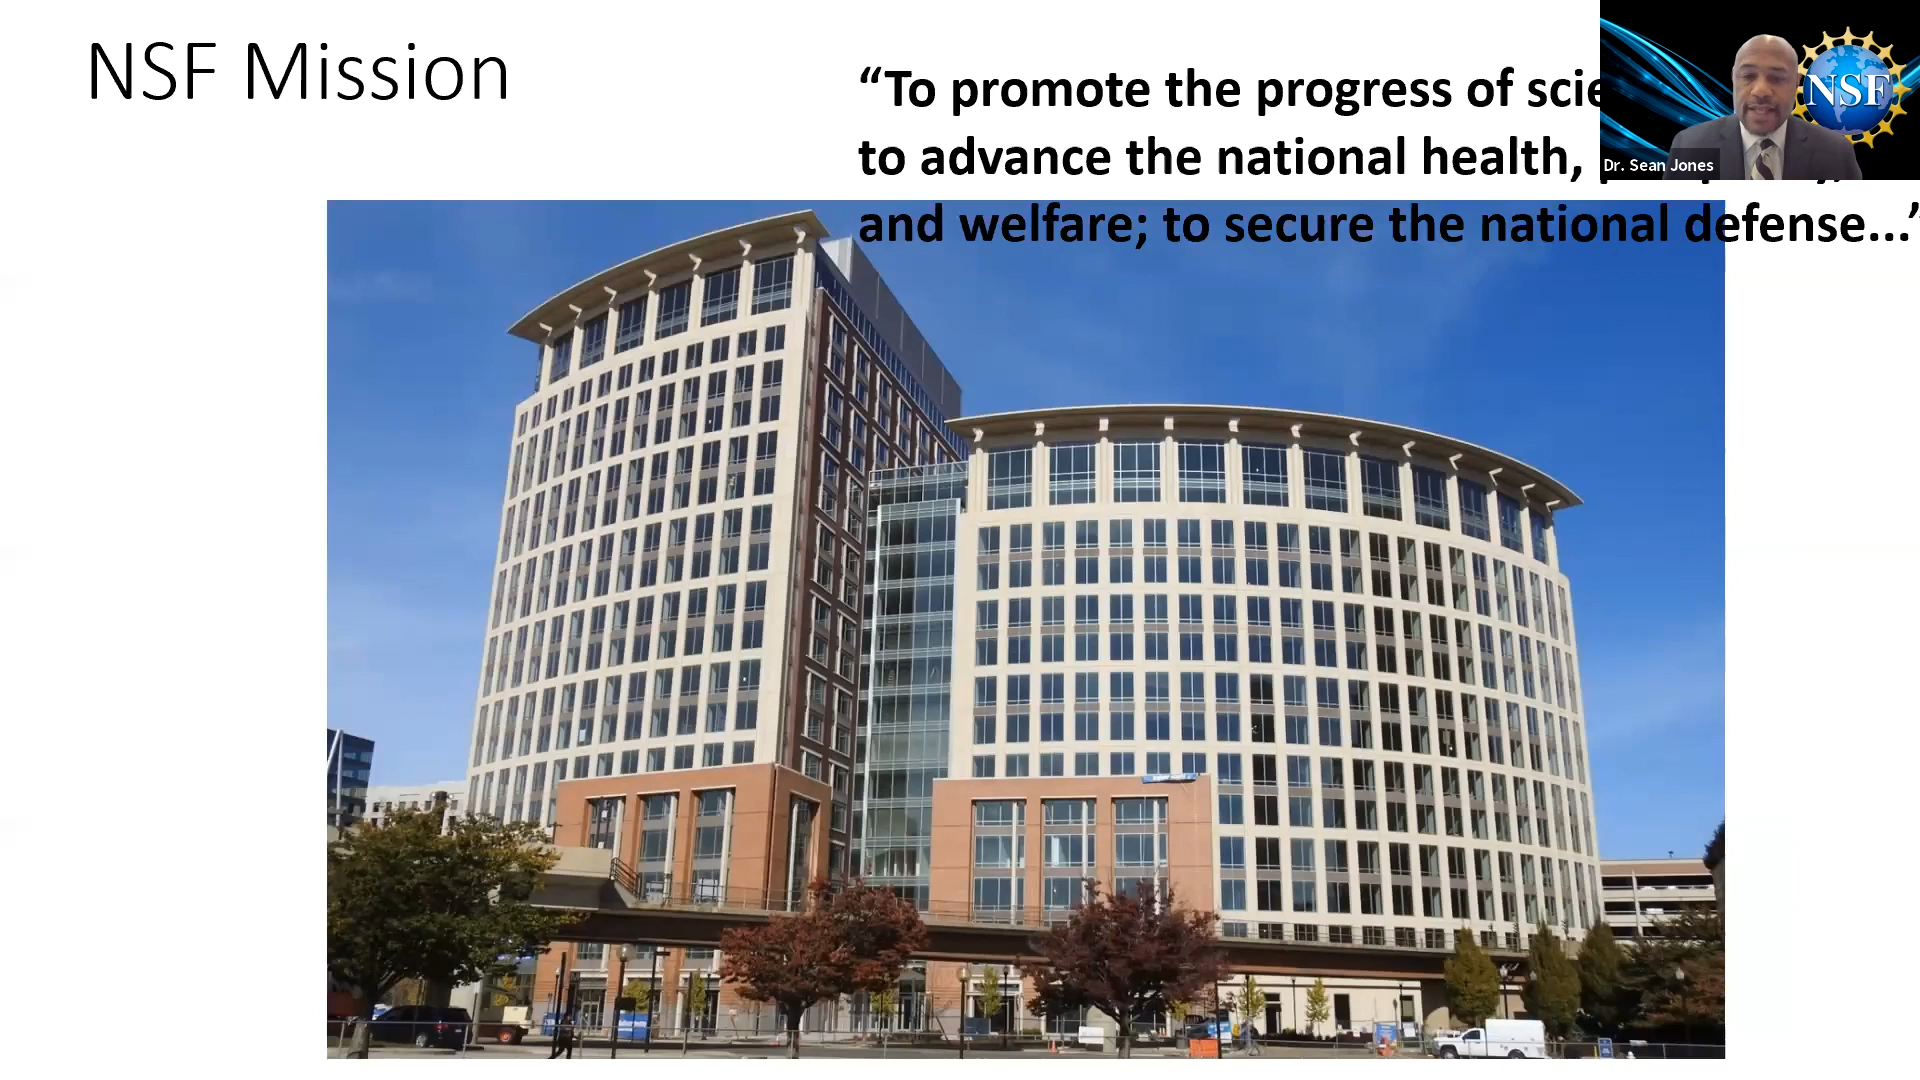 NSF Mission
“To promote the progress of
to advance the national health,
and welfare; to secure the national defense...”
NSF
Dr. Sean Jones